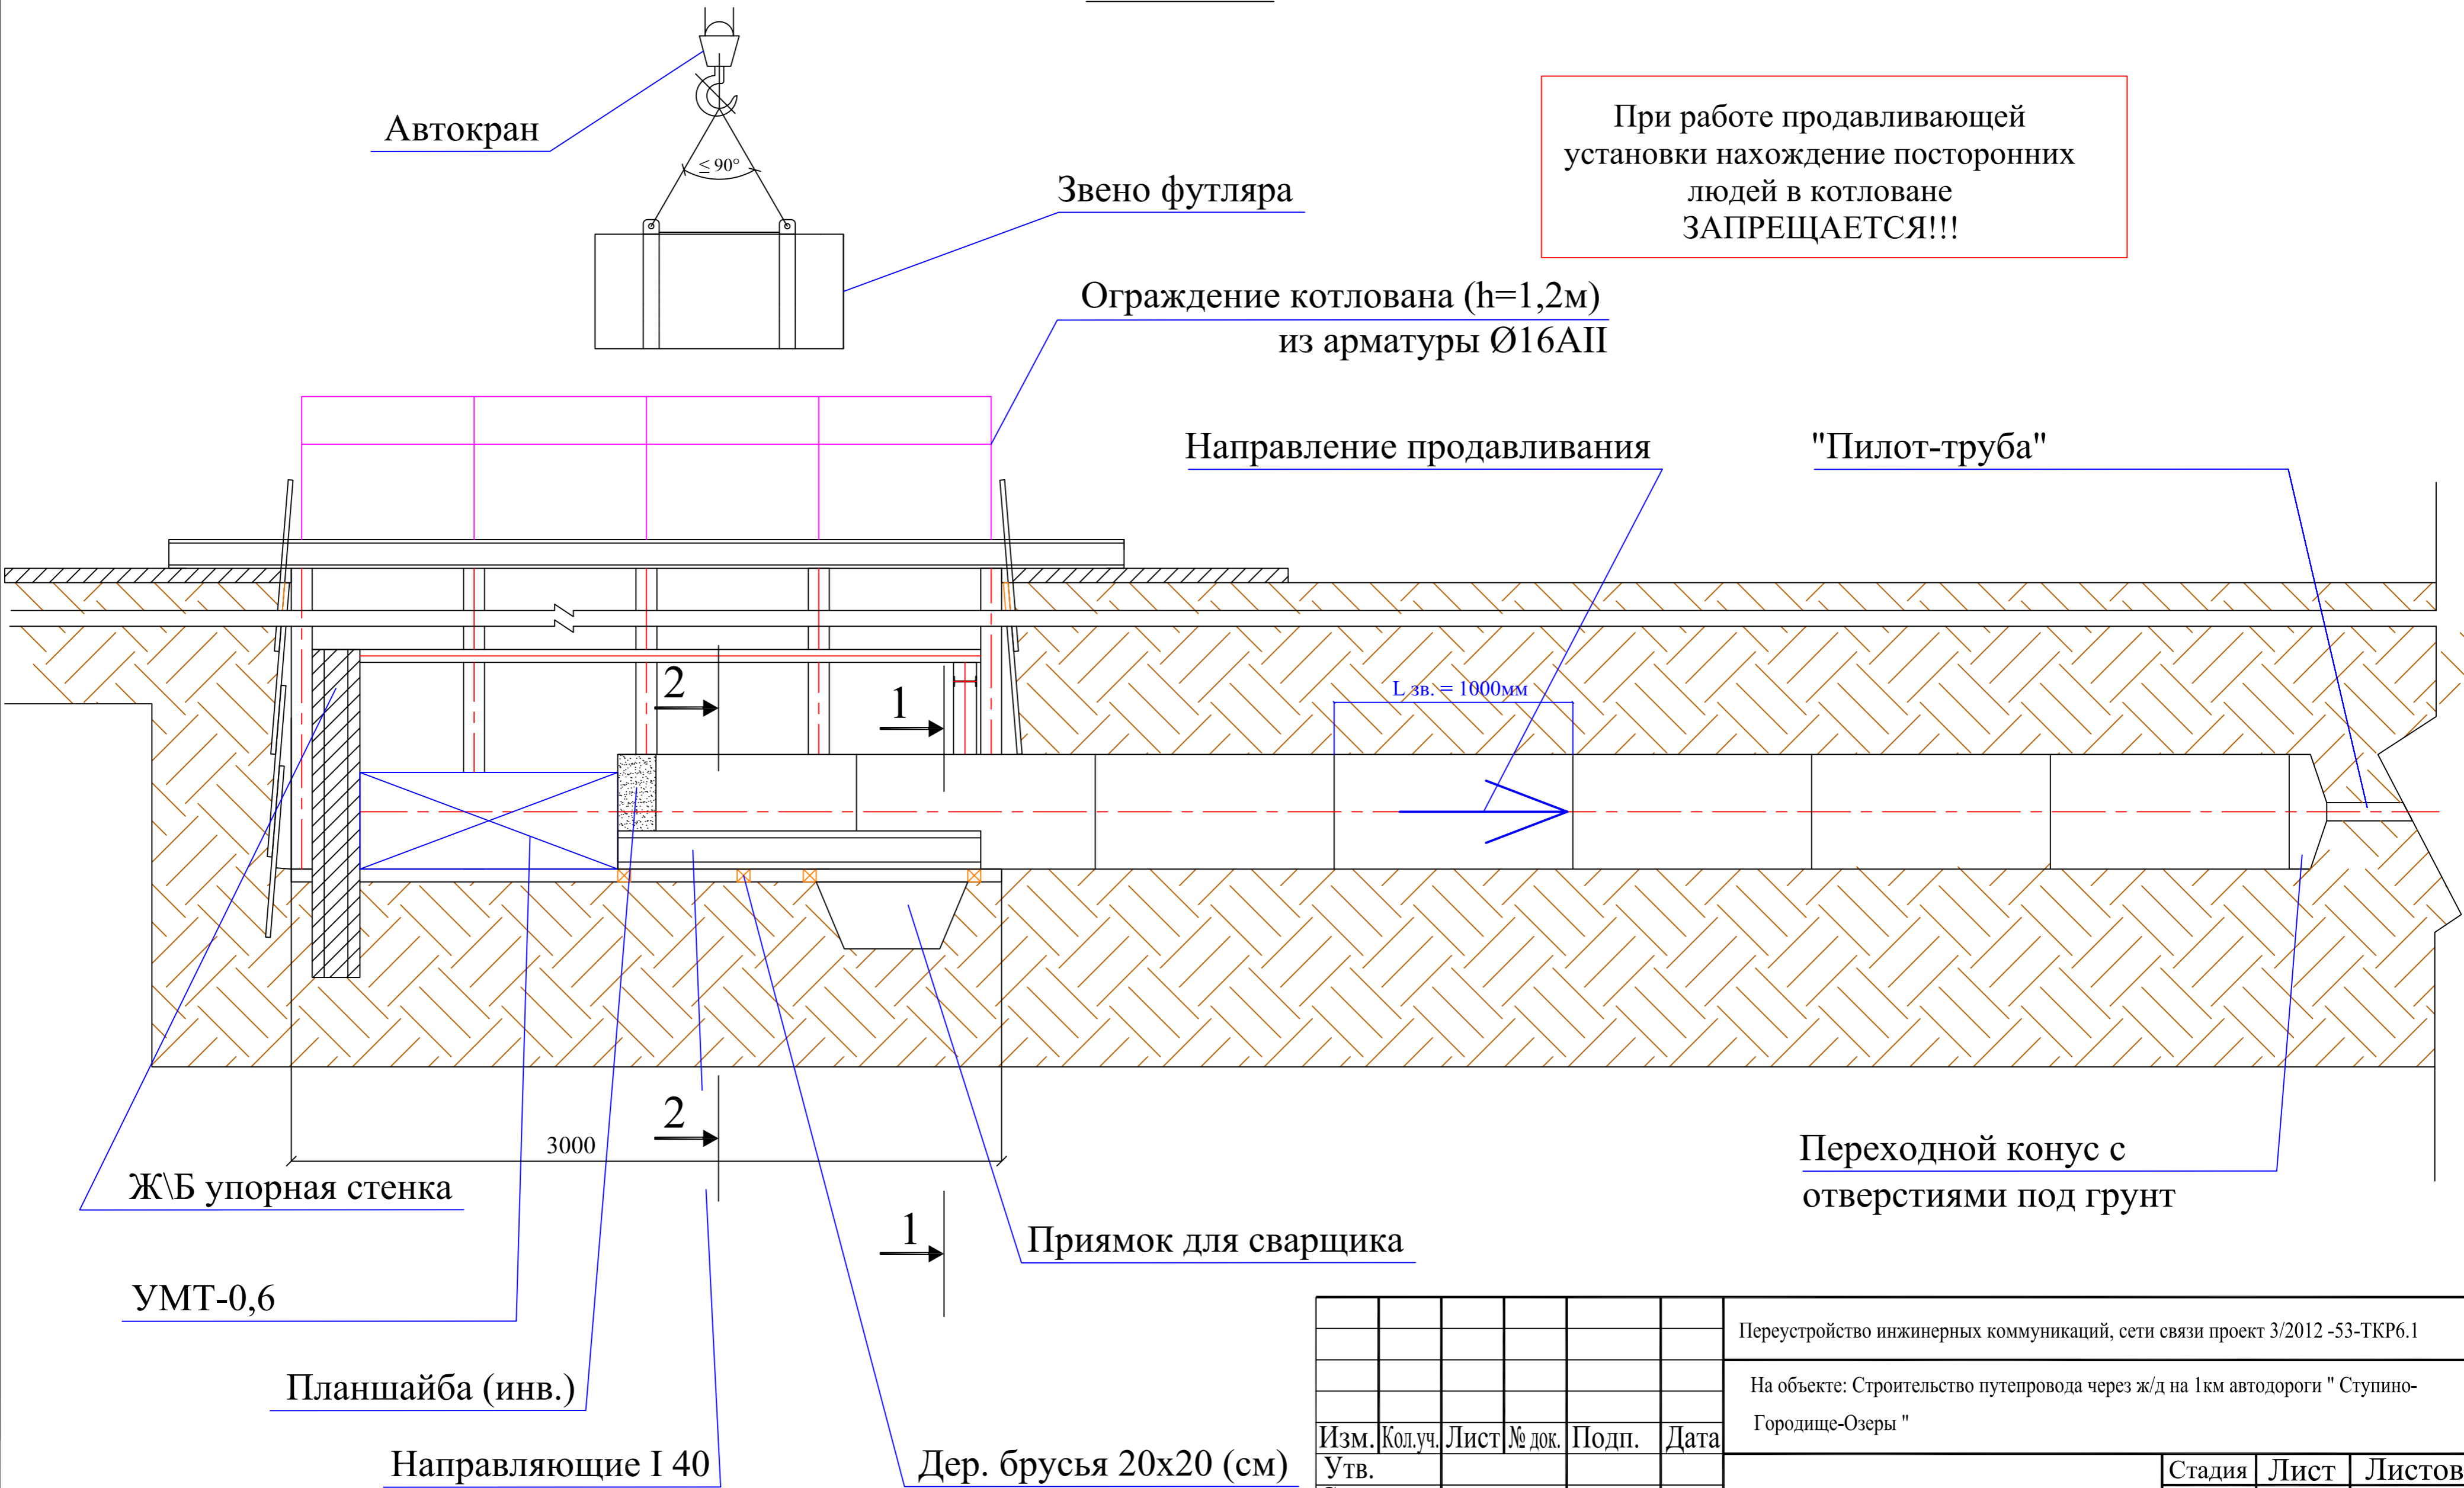 Автокран
≤ 90°
Звено футляра
При работе продавливающей
установки нахождение посторонних
людей в котловане
ЗАПРЕЩАЕТСЯ!!!
Ограждение котлована (h=1,2м)
из арматуры Ø16АII
Направление продавливания
"Пилот-труба"
2
1
L зв. = 1000мм
2
3000
1
Ж\Б упорная стенка
Переходной конус с
отверстиями под грунт
Приямок для сварщика
УМТ-0,6
Планшайба (инв.)
Направляющие I 40
Дер. брусья 20х20 (см)
Переустройство инжинерных коммуникаций, сети связи проект 3/2012 -53-ТКР6.1
На объекте: Строительство путепровода через ж/д на 1км автодороги " Ступино-
Городище-Озеры "
Изм. Кол.уч. Лист № док. Подп. Дата
Утв.
Стадия Лист Листов